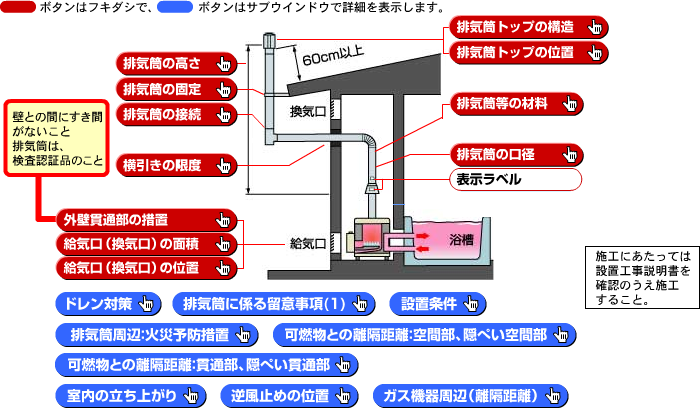 ボタンはフキダシで、 ボタンはサブウインドウで詳細を表示します。
排気筒トップの構造
排気筒トップの位置
60cm以上
排気筒の高さ
排気筒の固定
排気筒の接続
換気口
排気筒等の材料
壁との間にすき間
がないこと
排気筒は、
検査認証品のこと
横引きの限度
排気筒の口径
表示ラベル
外壁貫通部の措置
給気口(換気口)の面積
給気口(換気口)の位置
給気口
浴槽
施工にあたっては
設置工事説明書を
確認のうえ施工
すること。
ドレン対策
排気筒に係る留意事項(1)
設置条件
排気筒周辺:火災予防措置
可燃物との離隔距離:空間部、隠ぺい空間部
可燃物との離隔距離:貫通部、隠ぺい貫通部
室内の立ち上がり
逆風止めの位置
ガス機器周辺(離隔距離)